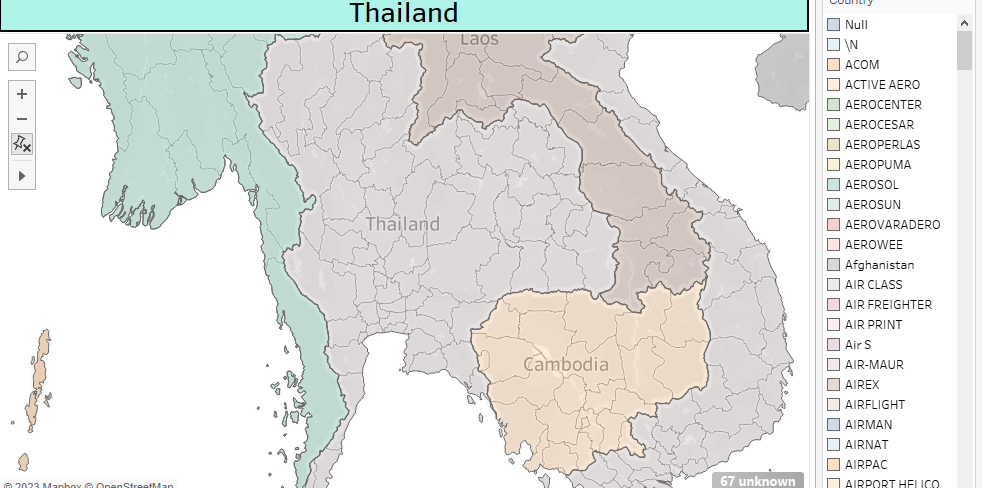 Thailand
Country
Laos
Thailand
Cambodia
© 2023 Mapbox © OpenStreetMap
67 unknown
Null
\N
ACOM
ACTIVE AERO
AEROCENTER
AEROCESAR
AEROPERLAS
AEROPUMA
AEROSOL
AEROSUN
AEROVARADERO
AEROWEE
Afghanistan
AIR CLASS
AIR FREIGHTER
AIR PRINT
Air S
AIR-MAUR
AIREX
AIRFLIGHT
AIRMAN
AIRNAT
AIRPAC
AIRPORT HELICO